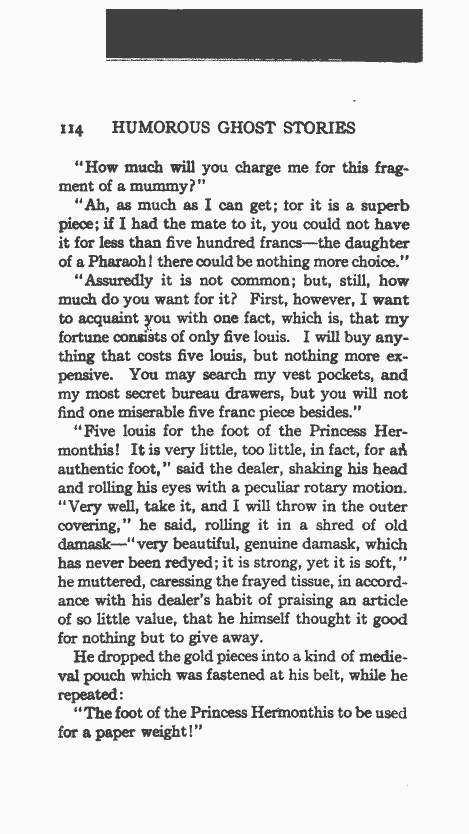 114 HUMOROUS GHOST STORIES
"How much will you charge me for this frag-
ment of a mummy?"
"Ah, as much as I can get; for it is a superb
piece; if I had the mate to it, you could not have
it for less than five hundred francs—the daughter
of a Pharaoh! there could be nothing more choice."
"Assuredly it is not common; but, still, how
much do you want for it? First, however, I want
to acquaint you with one fact, which is, that my
fortune consists of only five louis. I will buy any-
thing that costs five louis, but nothing more ex-
pensive. You may search my vest pockets, and
my most secret bureau drawers, but you will not
find one miserable five franc piece besides."
"Five louis for the foot of the Princess Her-
monthis! It is very little, too little, in fact, for an
authentic foot," said the dealer, shaking his head
and rolling his eyes with a peculiar rotary motion.
"Very well, take it, and I will throw in the outer
covering," he said, rolling it in a shred of old
damask—"very beautiful, genuine damask, which
has never been redyed; it is strong, yet it is soft,"
he muttered, caressing the frayed tissue, in accord-
ance with his dealer's habit of praising an article
of so little value, that he himself thought it good
for nothing but to give away.
He dropped the gold pieces into a kind of medie-
val pouch which was fastened at his belt, while he
repeated:
"The foot of the Princess Hermonthis to be used
for a paper weight!"